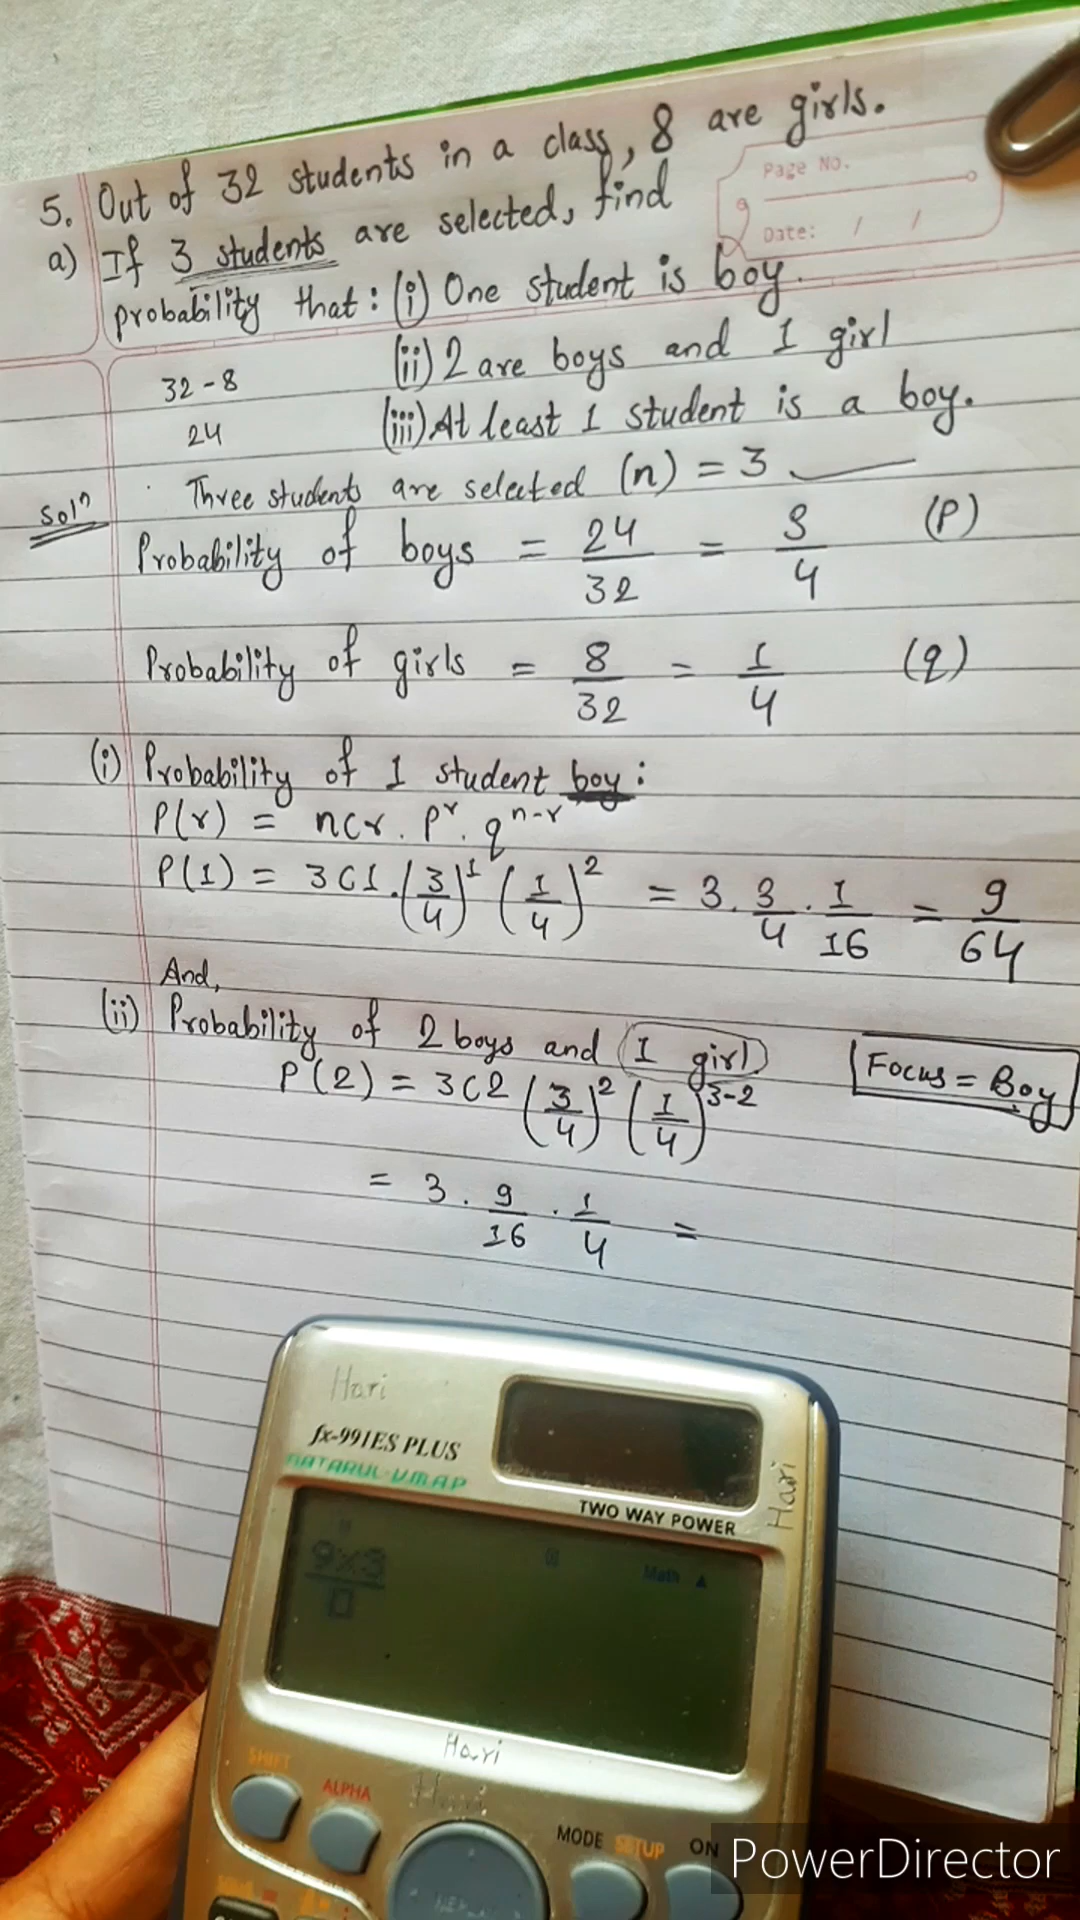 5. Out of 32 students in a class, 8 are girls.
Page No.
Date: / /
a) If 3 students are selected, find
probability that: (i) One student is boy.
(ii) 2 are boys and 1 girl
(iii) At least 1 student is a boy.
32-8
24
Solⁿ
Three students are selected (n) = 3
Probability of boys = 24/32 = 3/4 (P)
Probability of girls = 8/32 = 1/4 (q)
(i) Probability of 1 student boy:
P(r) = ncr. pʳ. qⁿ⁻ʳ
P(1) = 3C1.(3/4)¹ (1/4)² = 3. 3/4 . 1/16 = 9/64
And,
(ii) Probability of 2 boys and 1 girl.
Focus = Boy
P(2) = 3C2 (3/4)² (1/4)³⁻²
= 3. 9/16 . 1/4 =
Hari
fx-991ES PLUS
NATARUL-V.M.A.P
TWO WAY POWER
Hari
Math ▲
9×3/□
Hari
SHIFT
ALPHA
MODE SETUP ON
PowerDirector